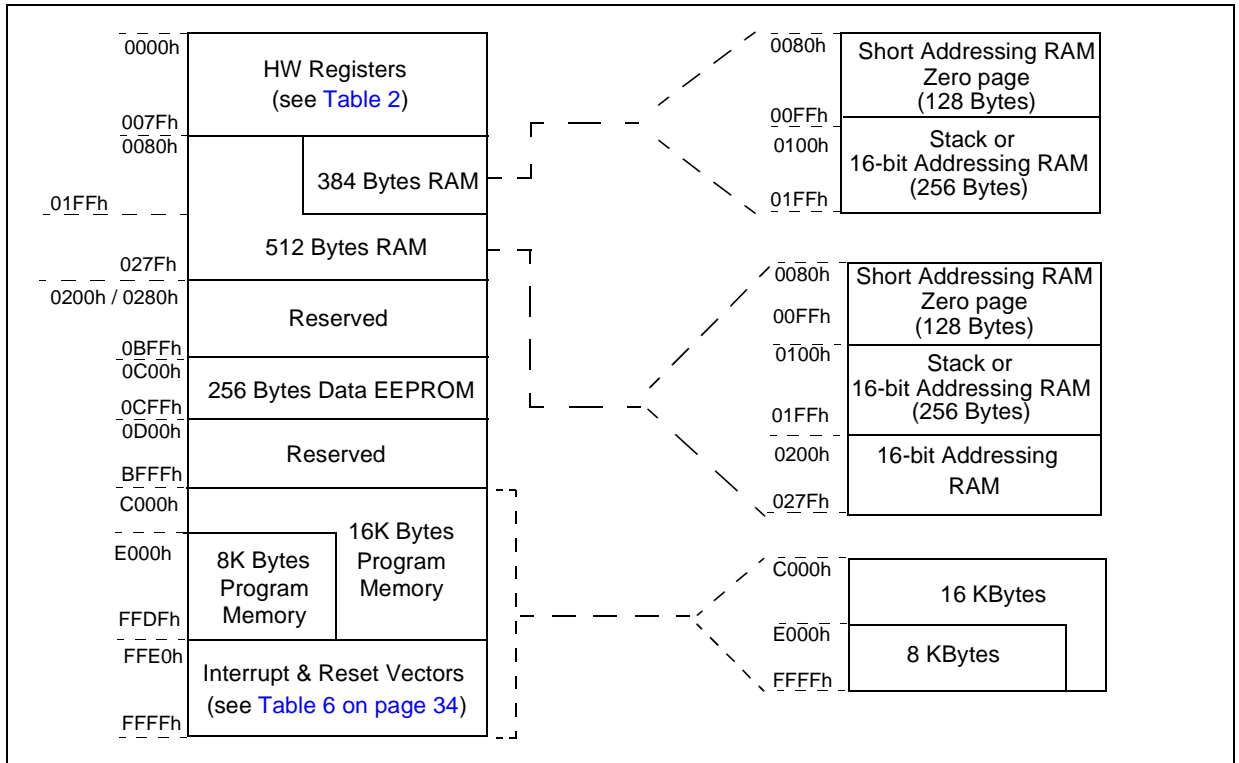 0000h
HW Registers
(see Table 2)
007Fh
0080h
384 Bytes RAM
01FFh
512 Bytes RAM
027Fh
0200h / 0280h
Reserved
0BFFh
0C00h
256 Bytes Data EEPROM
0CFFh
0D00h
Reserved
BFFFh
C000h
16K Bytes
Program
Memory
E000h
8K Bytes
Program
Memory
FFDFh
FFE0h
Interrupt & Reset Vectors
(see Table 6 on page 34)
FFFFh
0080h
Short Addressing RAM
Zero page
(128 Bytes)
00FFh
0100h
Stack or
16-bit Addressing RAM
(256 Bytes)
01FFh
0080h
Short Addressing RAM
Zero page
(128 Bytes)
00FFh
0100h
Stack or
16-bit Addressing RAM
(256 Bytes)
01FFh
0200h
16-bit Addressing
RAM
027Fh
C000h
16 KBytes
E000h
8 KBytes
FFFFh